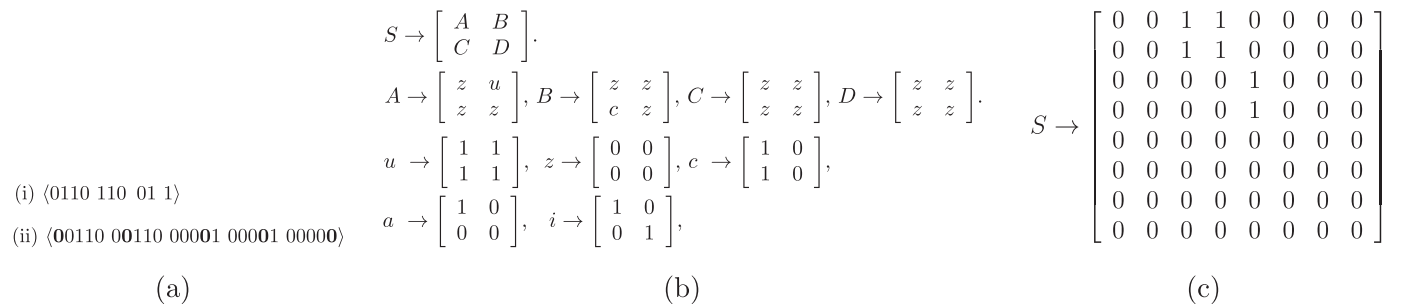 (i) ⟨0110 110 01 1⟩
(ii) ⟨00110 00110 00001 00001 00000⟩
(a)
S → [ A B
C D ].
A → [ z u
z z ], B → [ z z
c z ], C → [ z z
z z ], D → [ z z
z z ].
u → [ 1 1
1 1 ], z → [ 0 0
0 0 ], c → [ 1 0
1 0 ],
a → [ 1 0
0 0 ], i → [ 1 0
0 1 ],
(b)
S → [ 0 0 1 1 0 0 0 0
0 0 1 1 0 0 0 0
0 0 0 0 1 0 0 0
0 0 0 0 1 0 0 0
0 0 0 0 0 0 0 0
0 0 0 0 0 0 0 0
0 0 0 0 0 0 0 0
0 0 0 0 0 0 0 0 ]
(c)